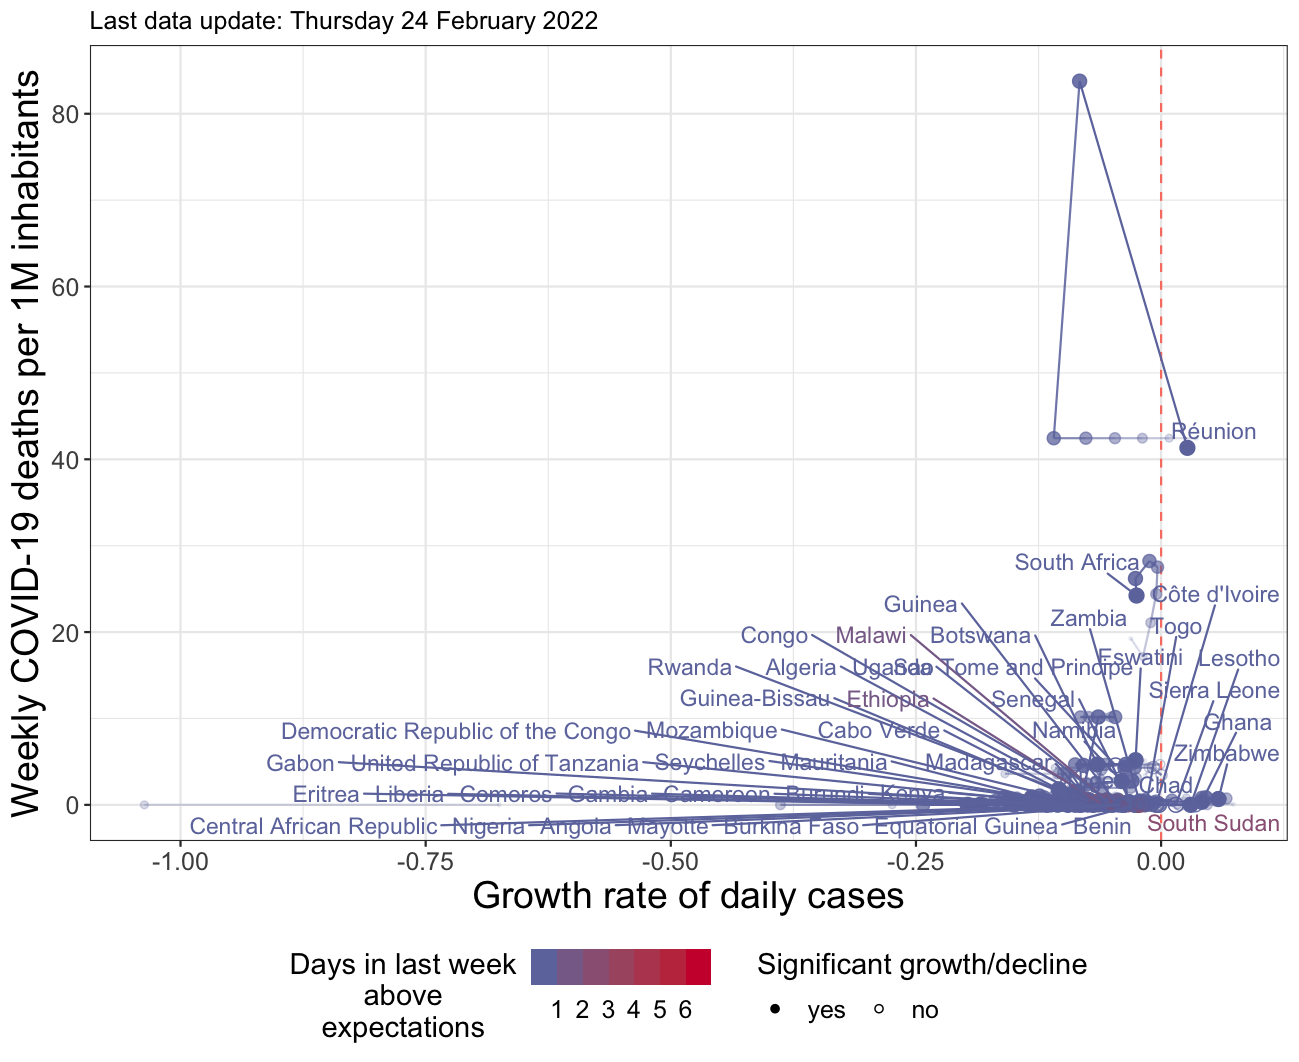 Last data update: Thursday 24 February 2022
Weekly COVID-19 deaths per 1M inhabitants
80
60
40
20
0
Réunion
South Africa
Côte d'Ivoire
Guinea
Zambia
Togo
Congo
Malawi
Botswana
Eswatini
Lesotho
Rwanda
Algeria
Uganda
Sao Tome and Principe
Sierra Leone
Guinea-Bissau
Ethiopia
Senegal
Ghana
Democratic Republic of the Congo
Mozambique
Cabo Verde
Namibia
Zimbabwe
Gabon
United Republic of Tanzania
Seychelles
Mauritania
Madagascar
Chad
Eritrea
Liberia
Comoros
Gambia
Cameroon
Burundi
Kenya
South Sudan
Central African Republic
Nigeria
Angola
Mayotte
Burkina Faso
Equatorial Guinea
Benin
-1.00
-0.75
-0.50
-0.25
0.00
Growth rate of daily cases
Days in last week
above
expectations
1 2 3 4 5 6
Significant growth/decline
yes
no